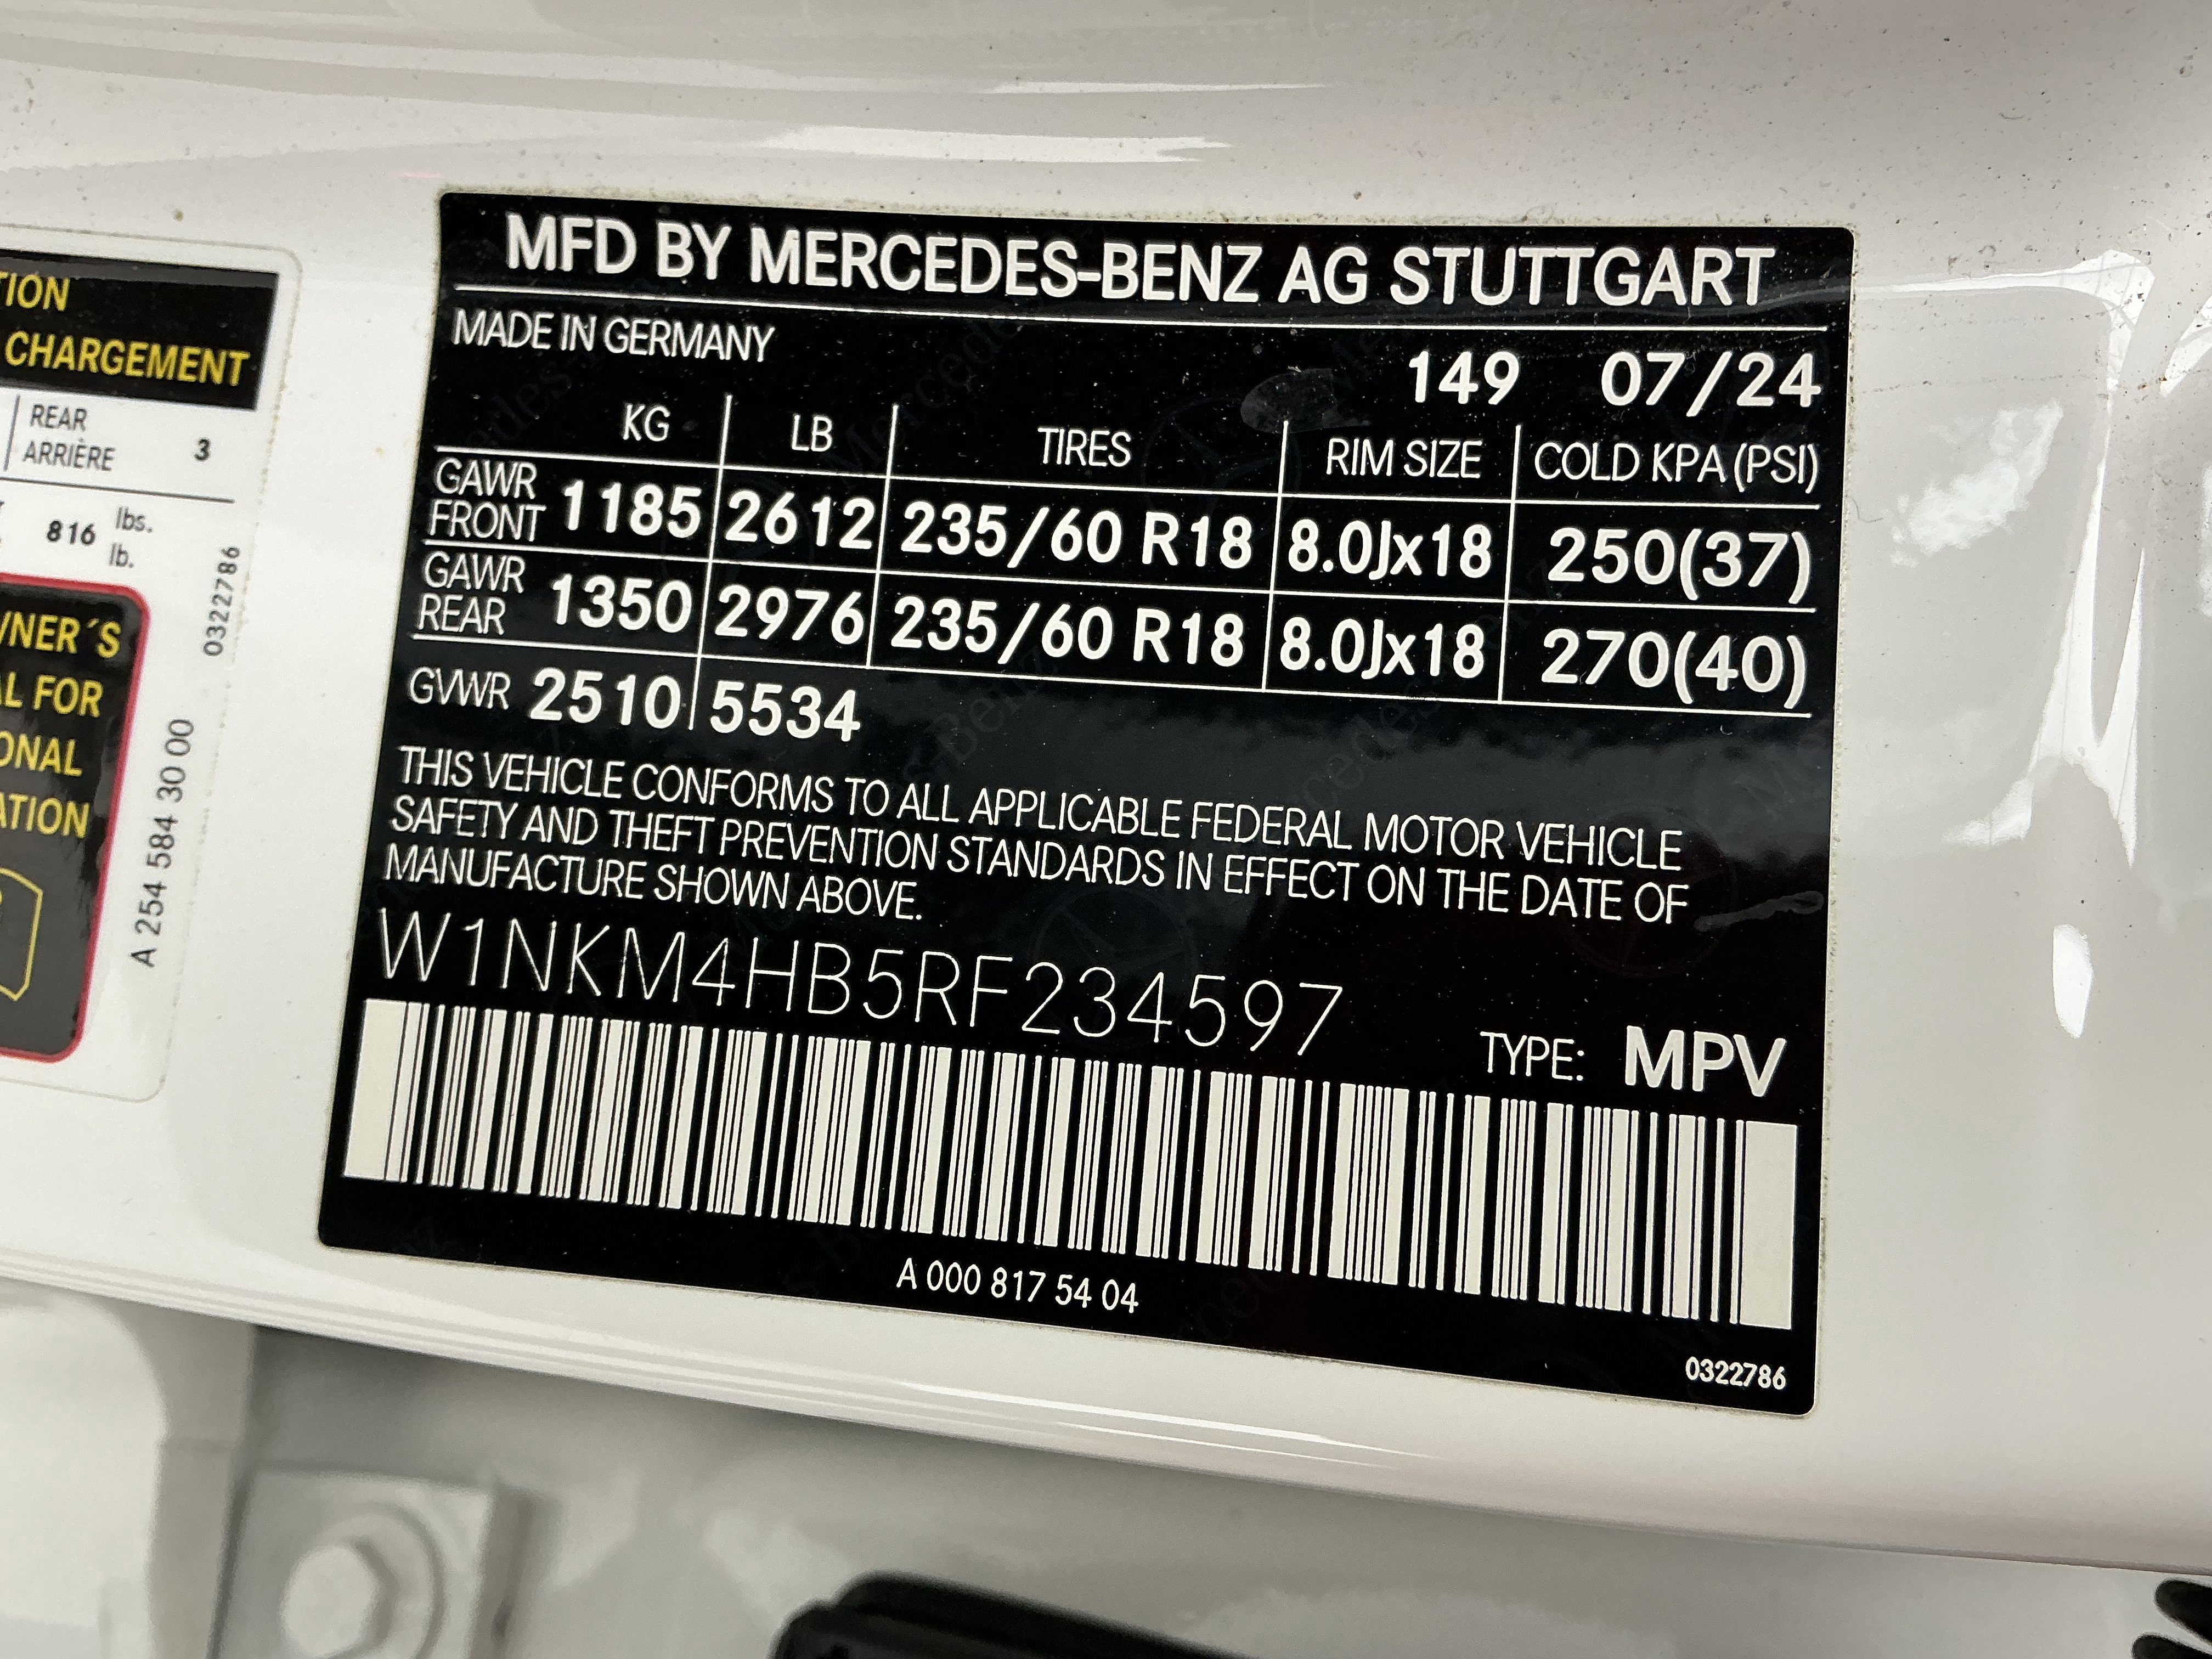 TION
CHARGEMENT
REAR
ARRIÈRE 3
816 lbs.
lb.
0322786
WNER´S
AL FOR
ONAL
ATION
A 254 584 30 00
MFD BY MERCEDES-BENZ AG STUTTGART
MADE IN GERMANY
149 07/24
KG LB TIRES RIM SIZE COLD KPA (PSI)
GAWR FRONT 1185 2612 235/60 R18 8.0Jx18 250(37)
GAWR REAR 1350 2976 235/60 R18 8.0Jx18 270(40)
GVWR 2510 5534
THIS VEHICLE CONFORMS TO ALL APPLICABLE FEDERAL MOTOR VEHICLE
SAFETY AND THEFT PREVENTION STANDARDS IN EFFECT ON THE DATE OF
MANUFACTURE SHOWN ABOVE.
W1NKM4HB5RF234597
TYPE: MPV
A 000 817 54 04
0322786